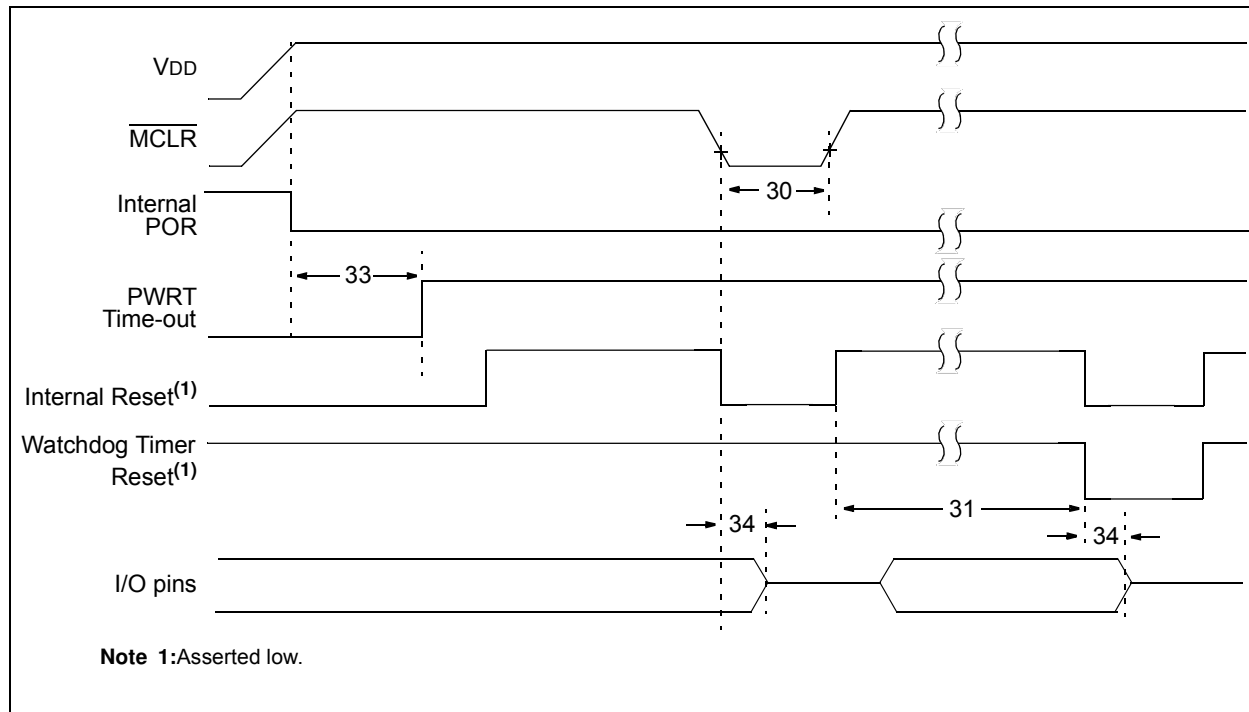 VDD
MCLR
30
Internal
POR
33
PWRT
Time-out
Internal Reset(1)
Watchdog Timer
Reset(1)
31
34
34
I/O pins
Note 1:Asserted low.